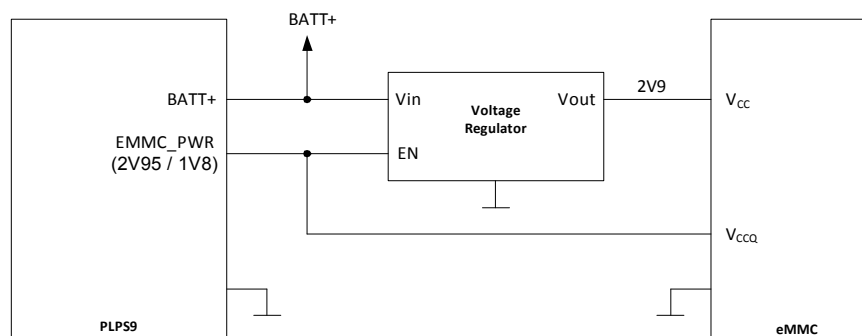 BATT+
BATT+
EMMC_PWR
(2V95 / 1V8)
Vin
EN
Voltage
Regulator
Vout
2V9
VCC
VCCQ
PLPS9
eMMC